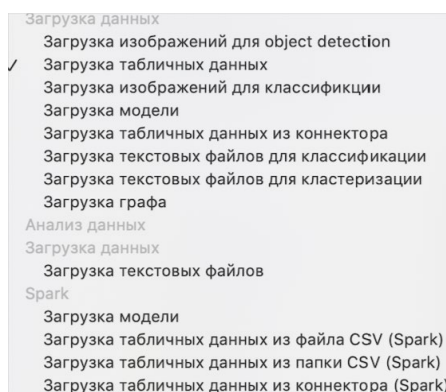 Загрузка данных
Загрузка изображений для object detection
✓ Загрузка табличных данных
Загрузка изображений для классификции
Загрузка модели
Загрузка табличных данных из коннектора
Загрузка текстовых файлов для классификации
Загрузка текстовых файлов для кластеризации
Загрузка графа
Анализ данных
Загрузка данных
Загрузка текстовых файлов
Spark
Загрузка модели
Загрузка табличных данных из файла CSV (Spark)
Загрузка табличных данных из папки CSV (Spark)
Загрузка табличных данных из коннектора (Spark)